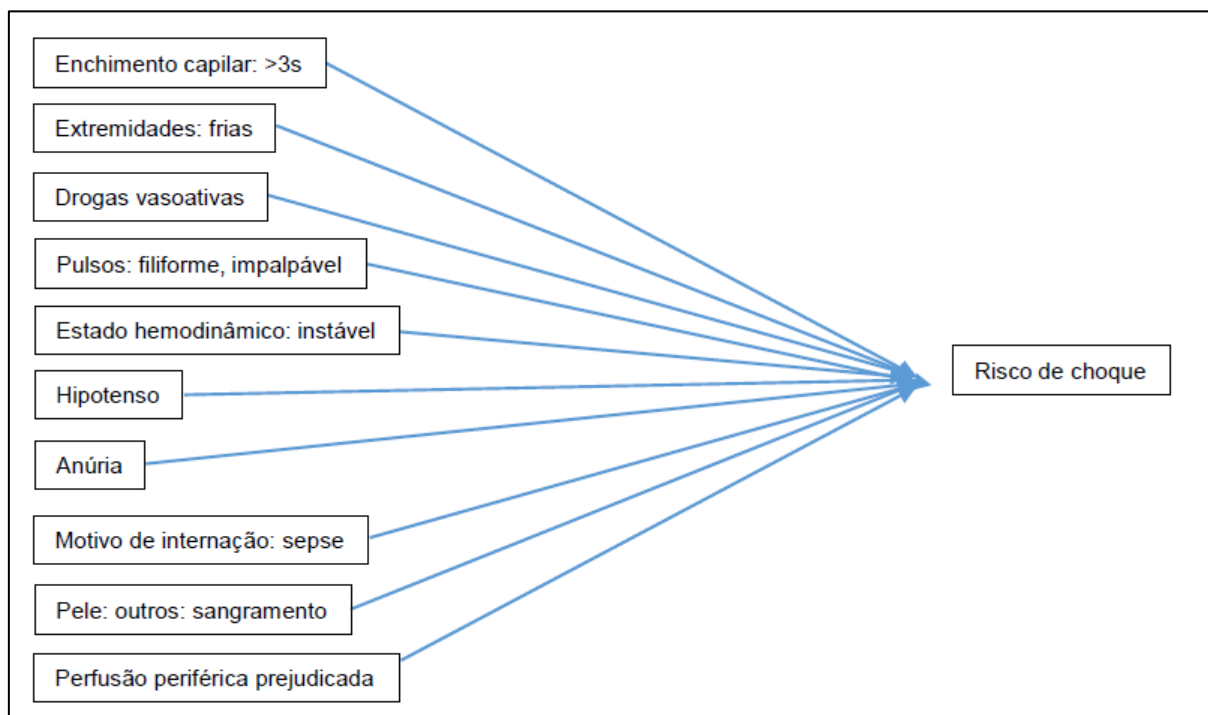 Enchimento capilar: >3s
Extremidades: frias
Drogas vasoativas
Pulsos: filiforme, impalpável
Estado hemodinâmico: instável
Hipotenso
Risco de choque
Anúria
Motivo de internação: sepse
Pele: outros: sangramento
Perfusão periférica prejudicada